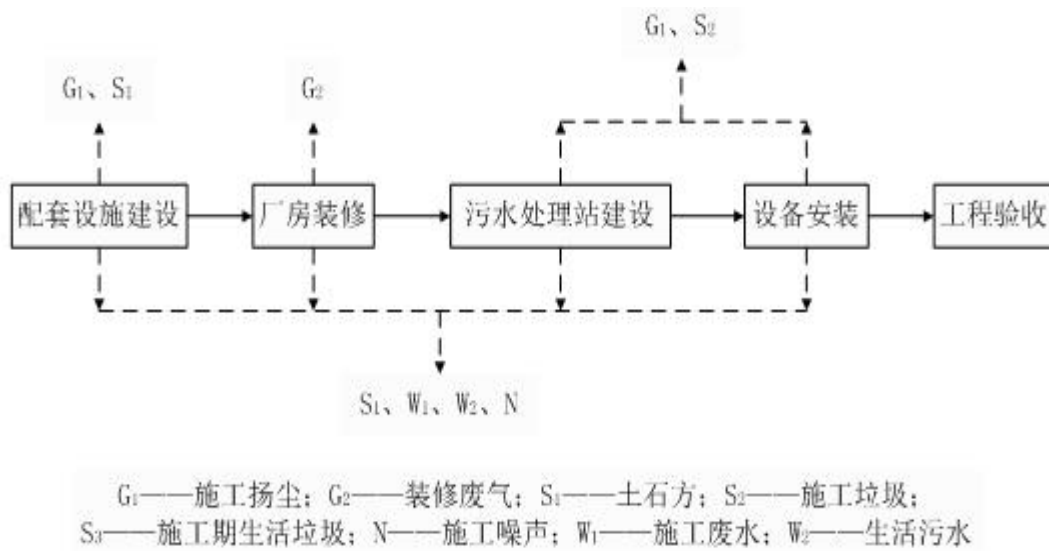 G₁、S₂
G₁、S₁
G₂
配套设施建设
厂房装修
污水处理站建设
设备安装
工程验收
S₁、W₁、W₂、N
G₁——施工扬尘；G₂——装修废气；S₁——土石方；S₂——施工垃圾；
S₃——施工期生活垃圾；N——施工噪声；W₁——施工废水；W₂——生活污水